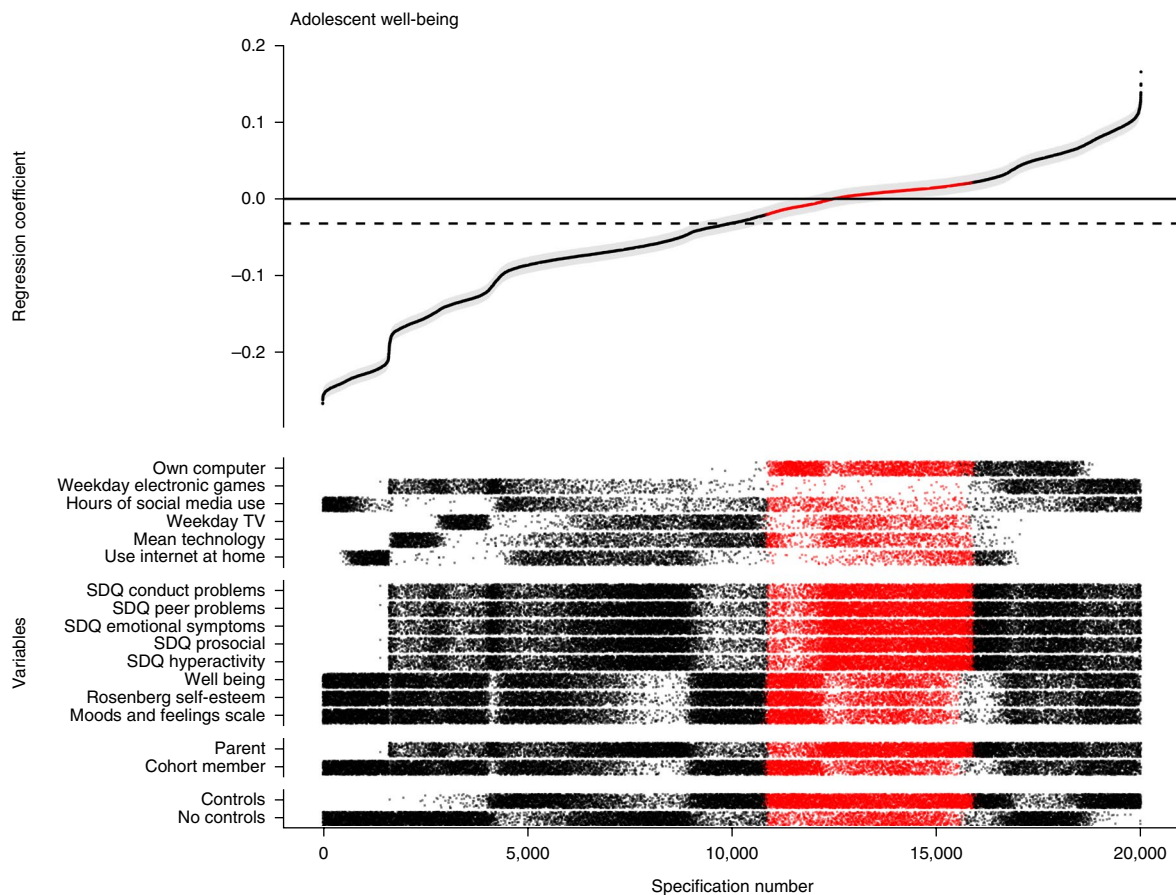 Adolescent well-being
0.2
0.1
0.0
−0.1
−0.2
Regression coefficient
Own computer
Weekday electronic games
Hours of social media use
Weekday TV
Mean technology
Use internet at home
SDQ conduct problems
SDQ peer problems
SDQ emotional symptoms
SDQ prosocial
SDQ hyperactivity
Well being
Rosenberg self-esteem
Moods and feelings scale
Parent
Cohort member
Controls
No controls
Variables
0 5,000 10,000 15,000 20,000
Specification number